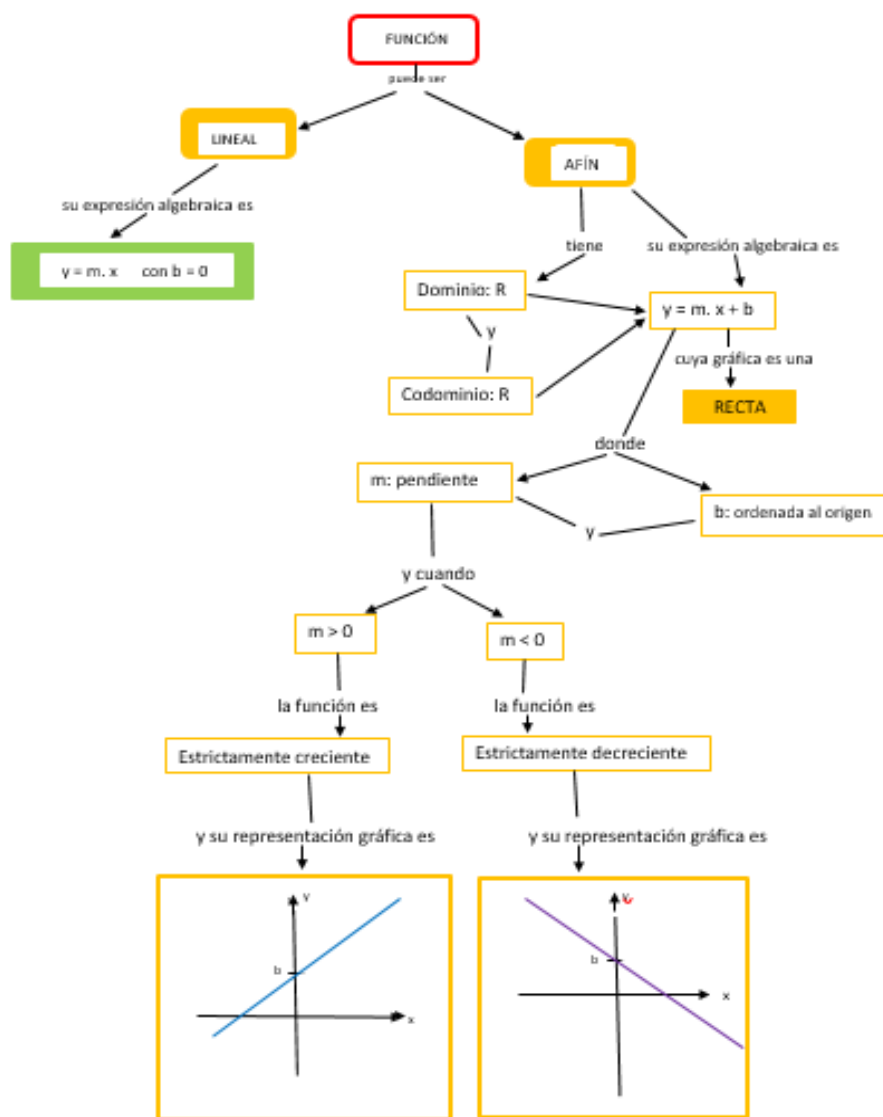 FUNCIÓN
puede ser
LINEAL
AFÍN
su expresión algebraica es
tiene
su expresión algebraica es
y = m. x con b = 0
Dominio: R
y = m. x + b
y
cuya gráfica es una
Codominio: R
RECTA
donde
m: pendiente
b: ordenada al origen
y
y cuando
m > 0
m < 0
la función es
la función es
Estrictamente creciente
Estrictamente decreciente
y su representación gráfica es
y su representación gráfica es
y
b
x
y
b
x